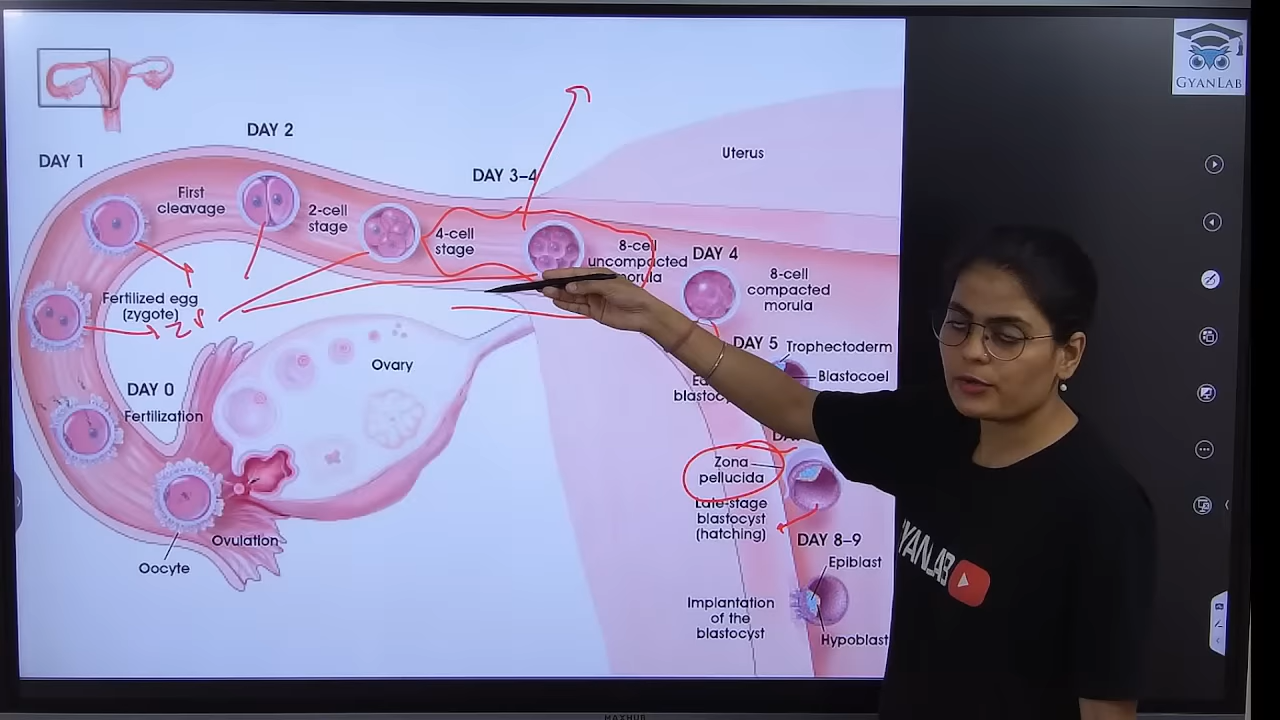 GYANLAB
DAY 2
DAY 1
Uterus
DAY 3-4
First
cleavage
2-cell
stage
4-cell
stage
8-cell
uncompacted
morula
DAY 4
8-cell
compacted
morula
Fertilized egg
(zygote)
DAY 5
Trophectoderm
Blastocoel
Ovary
DAY 0
Fertilization
Zona
pellucida
Late-stage
blastocyst
(hatching)
Ovulation
DAY 8-9
Oocyte
Epiblast
Implantation
of the
blastocyst
Hypoblast
YANLAB
MAXHUB